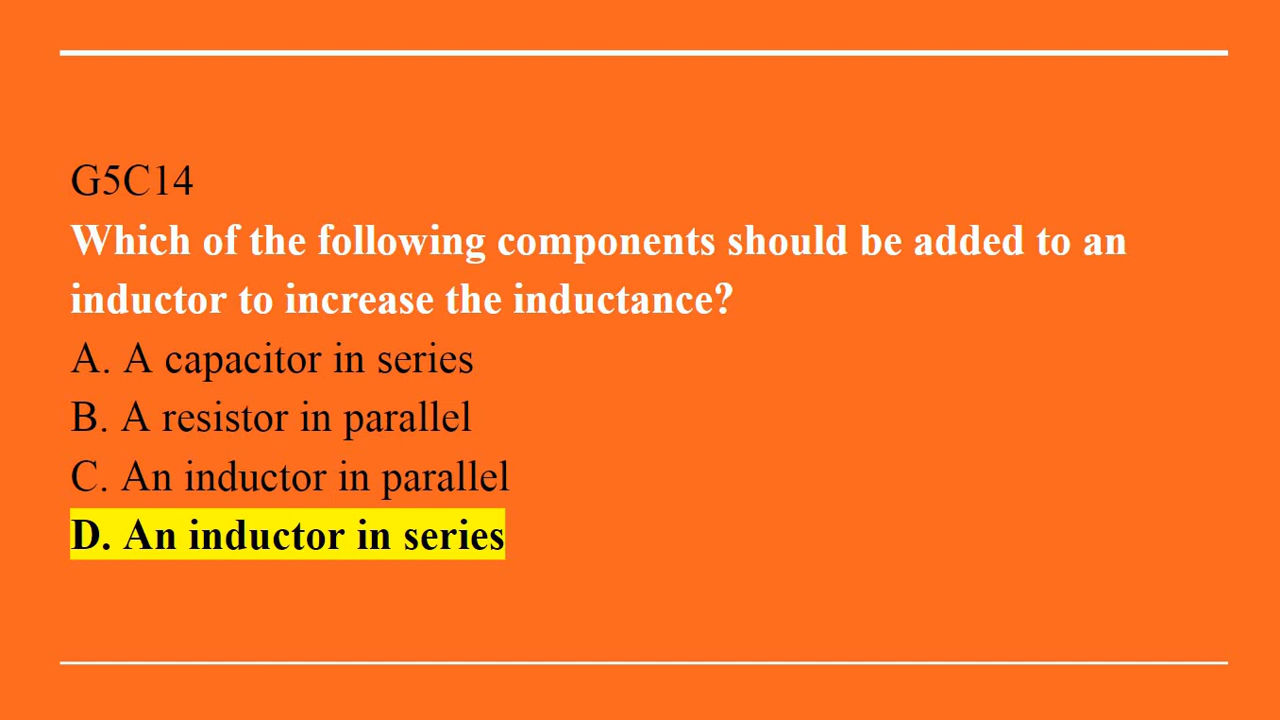 G5C14
Which of the following components should be added to an
inductor to increase the inductance?
A. A capacitor in series
B. A resistor in parallel
C. An inductor in parallel
D. An inductor in series